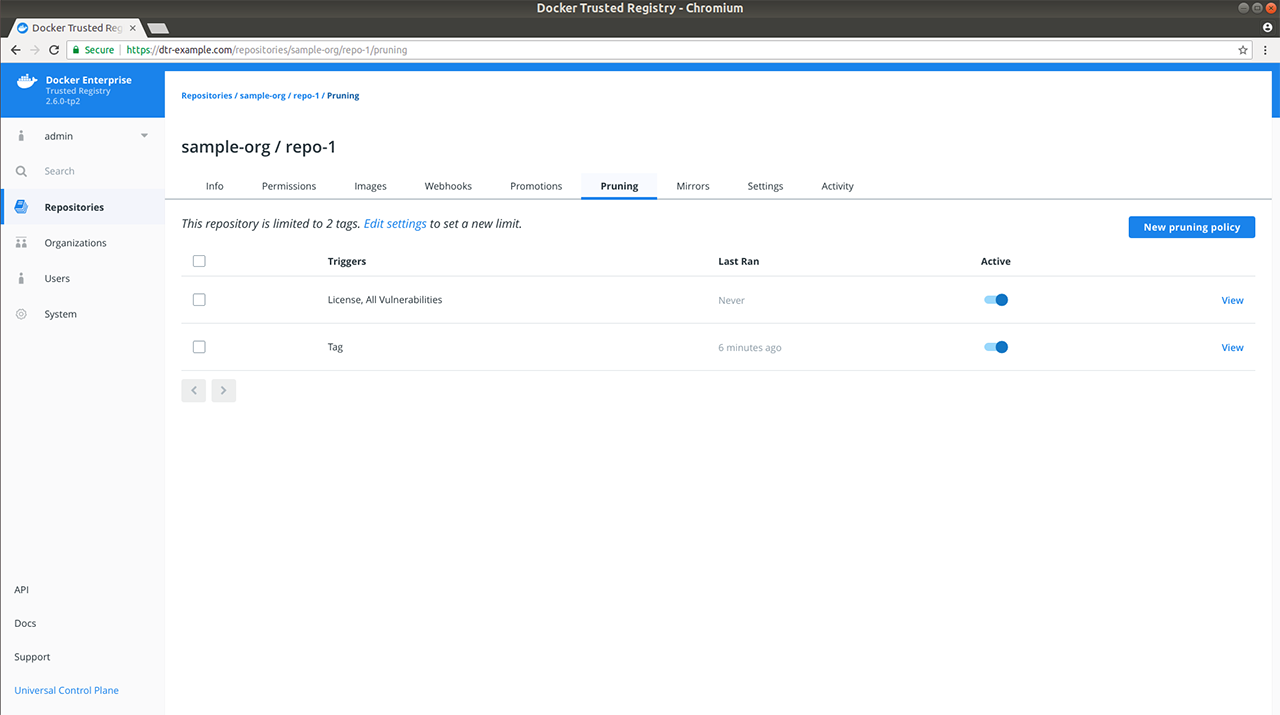 Docker Trusted Registry - Chromium
Docker Trusted Reg
Secure https://dtr-example.com/repositories/sample-org/repo-1/pruning
Docker Enterprise
Trusted Registry
2.6.0-tp2
admin
Search
Repositories
Organizations
Users
System
API
Docs
Support
Universal Control Plane
Repositories / sample-org / repo-1 / Pruning
sample-org / repo-1
Info Permissions Images Webhooks Promotions Pruning Mirrors Settings Activity
This repository is limited to 2 tags. Edit settings to set a new limit.
New pruning policy
Triggers Last Ran Active
License, All Vulnerabilities Never View
Tag 6 minutes ago View